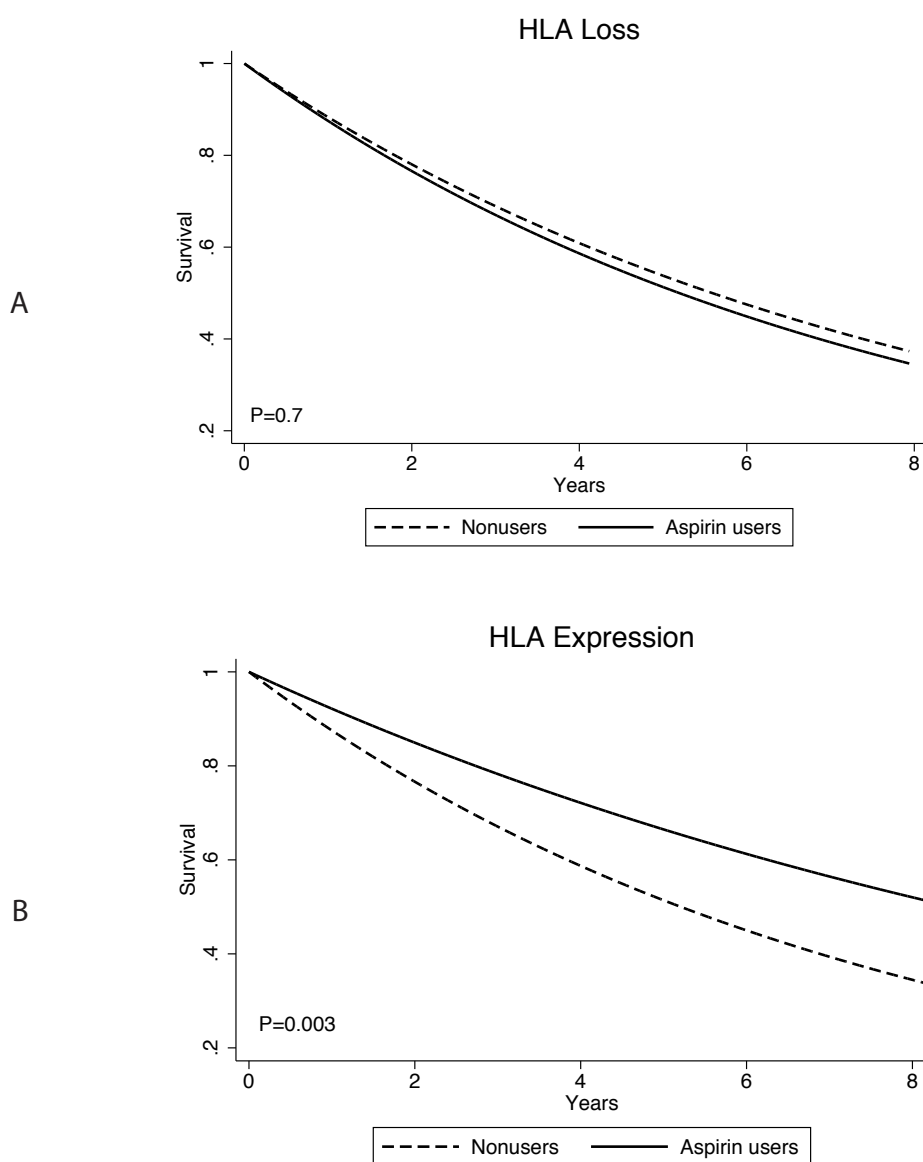 HLA Loss
A
Survival
1
.8
.6
.4
.2
P=0.7
0 2 4 6 8
Years
Nonusers Aspirin users
HLA Expression
B
Survival
1
.8
.6
.4
.2
P=0.003
0 2 4 6 8
Years
Nonusers Aspirin users